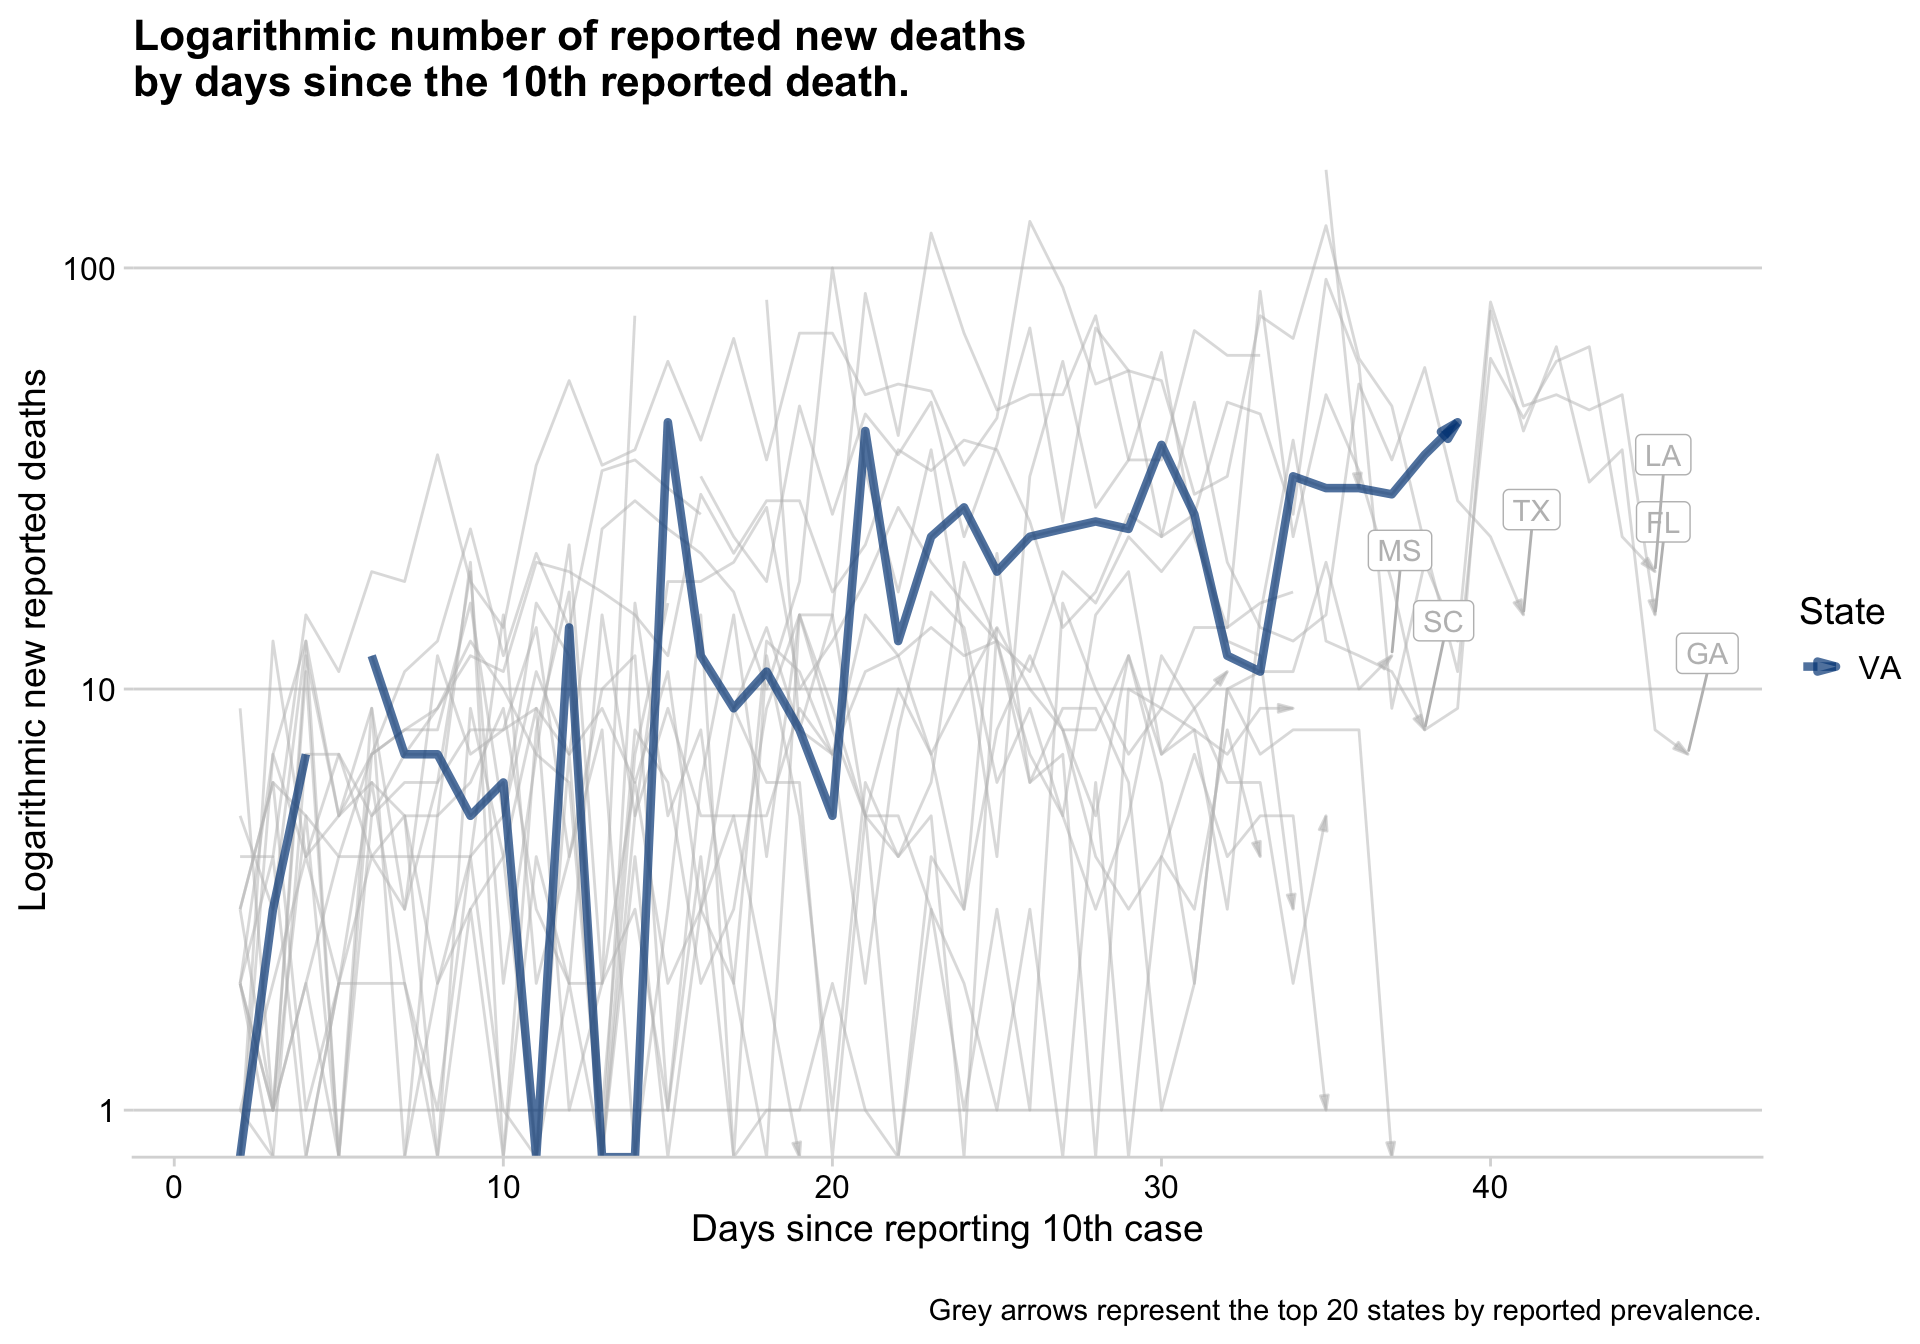 Logarithmic number of reported new deaths
by days since the 10th reported death.
Logarithmic new reported deaths
100
10
1
LA
TX
FL
MS
SC
GA
State
VA
0
10
20
30
40
Days since reporting 10th case
Grey arrows represent the top 20 states by reported prevalence.